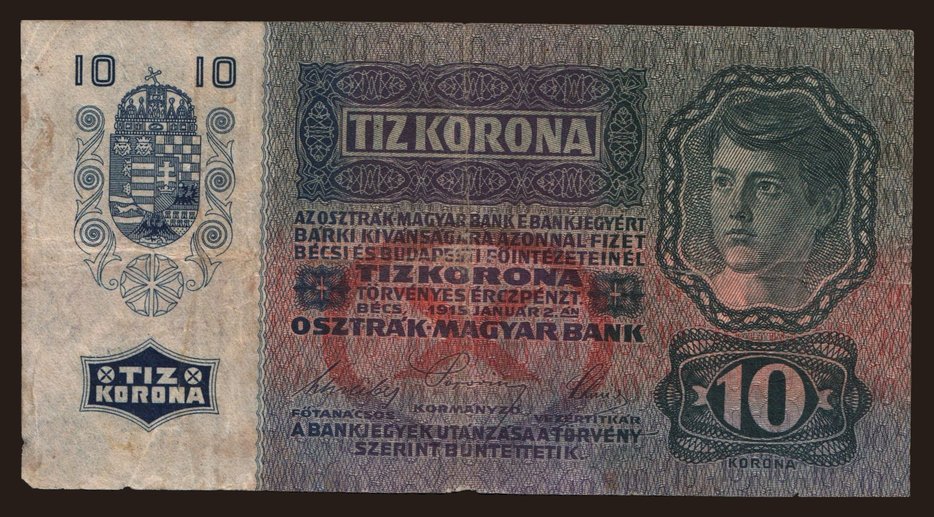 10 10
TIZ KORONA
AZ OSZTRÁK-MAGYAR BANK E BANKJEGYÉRT
BÁRKI KIVÁNSÁGÁRA AZONNAL FIZET
BÉCSI ÉS BUDAPESTI FŐINTÉZETEINÉL
TIZ KORONA
TÖRVÉNYES ÉRCZPÉNZT.
BÉCS, 1915 JANUÁR 2.-ÁN
OSZTRÁK-MAGYAR BANK
FŐTANÁCSOS KORMÁNYZÓ VEZÉRTITKÁR
A BANKJEGYEK UTÁNZÁSA A TÖRVÉNY
SZERINT BÜNTETTETIK.
TIZ
KORONA
10
KORONA